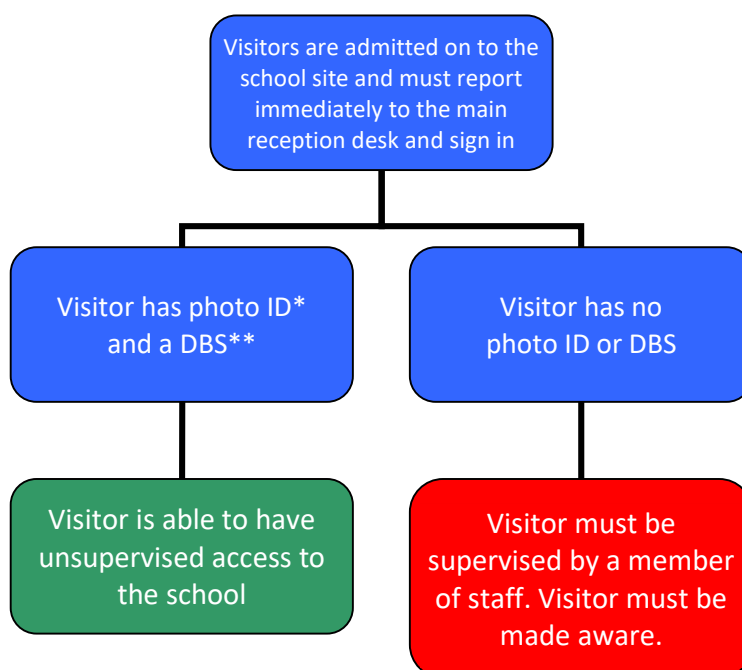 Visitors are admitted on to the
school site and must report
immediately to the main
reception desk and sign in
Visitor has photo ID*
and a DBS**
Visitor has no
photo ID or DBS
Visitor is able to have
unsupervised access to
the school
Visitor must be
supervised by a member
of staff. Visitor must be
made aware.